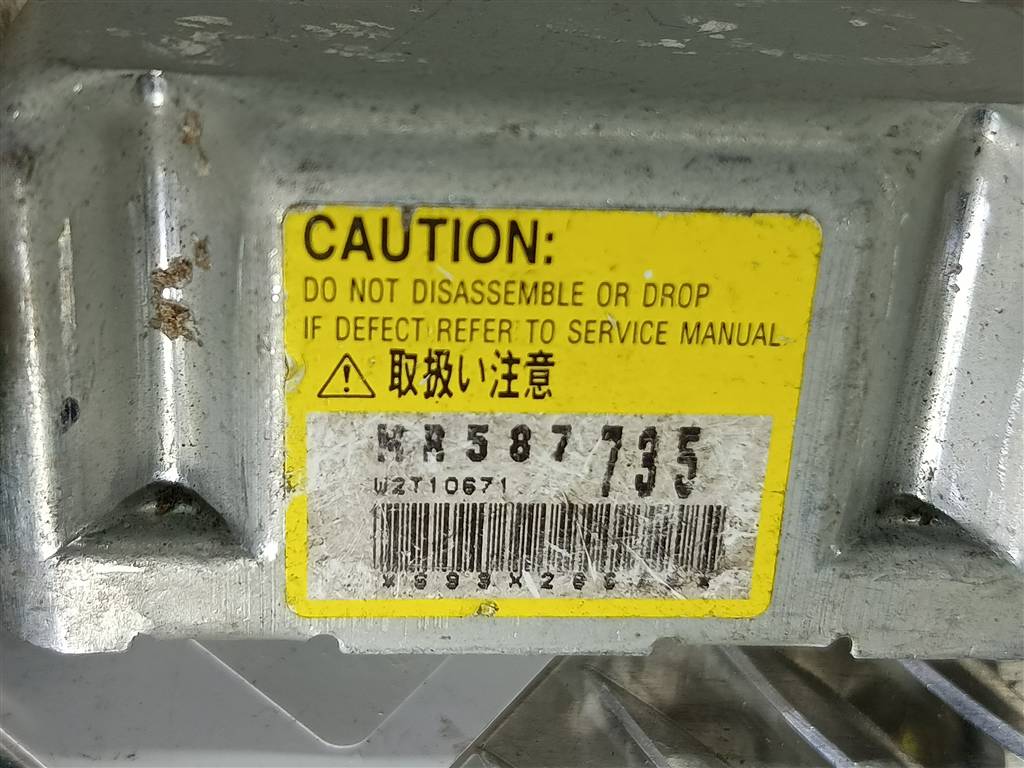 CAUTION:
DO NOT DISASSEMBLE OR DROP
IF DEFECT REFER TO SERVICE MANUAL
取扱い注意
MR587735
W2T10671